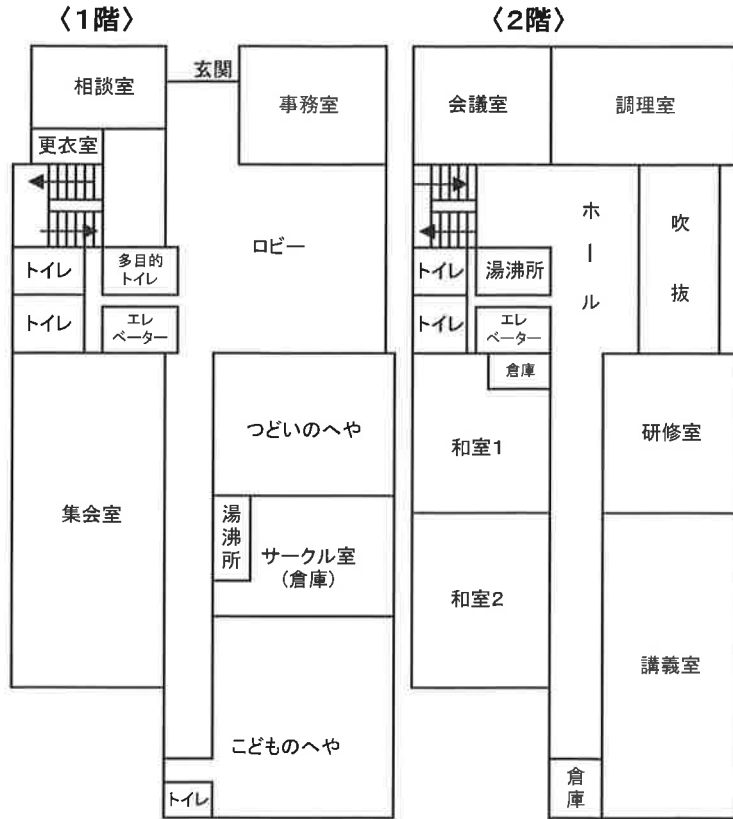 〈1階〉
相談室
玄関
事務室
更衣室
ロビー
トイレ
多目的
トイレ
トイレ
エレ
ベーター
つどいのへや
集会室
湯沸所
サークル室
(倉庫)
こどものへや
トイレ
〈2階〉
会議室
調理室
ホール
吹抜
トイレ
湯沸所
トイレ
エレ
ベーター
倉庫
和室1
研修室
和室2
講義室
倉庫